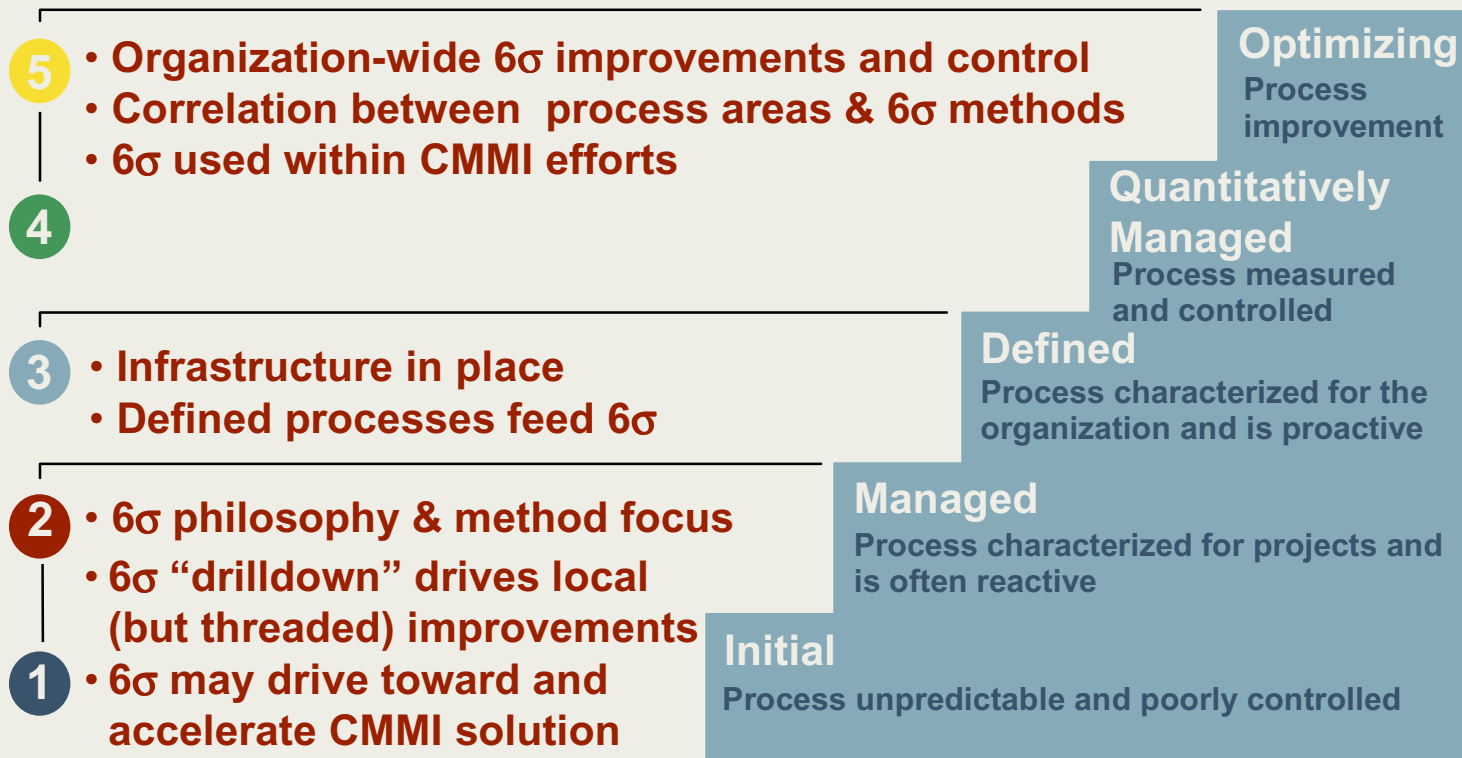 5
• Organization-wide 6σ improvements and control
• Correlation between process areas & 6σ methods
• 6σ used within CMMI efforts
4
Optimizing
Process
improvement
Quantitatively
Managed
Process measured
and controlled
3
• Infrastructure in place
• Defined processes feed 6σ
Defined
Process characterized for the
organization and is proactive
2
• 6σ philosophy & method focus
• 6σ “drilldown” drives local
(but threaded) improvements
1
• 6σ may drive toward and
accelerate CMMI solution
Managed
Process characterized for projects and
is often reactive
Initial
Process unpredictable and poorly controlled